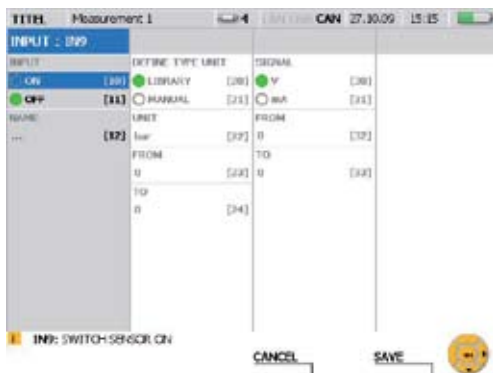 TITEL Measurement 1 4 CAN 27.10.09 15:15
INPUT : IN9
INPUT DEFINE TYPE UNIT SIGNAL
ON [10] LIBRARY [20] V [30]
OFF [11] MANUAL [21] mA [31]
NAME UNIT FROM
... [12] bar [22] 0 [32]
FROM TO
0 [23] 0 [33]
TO
0 [24]
IN9: SWITCH SENSOR ON
CANCEL SAVE